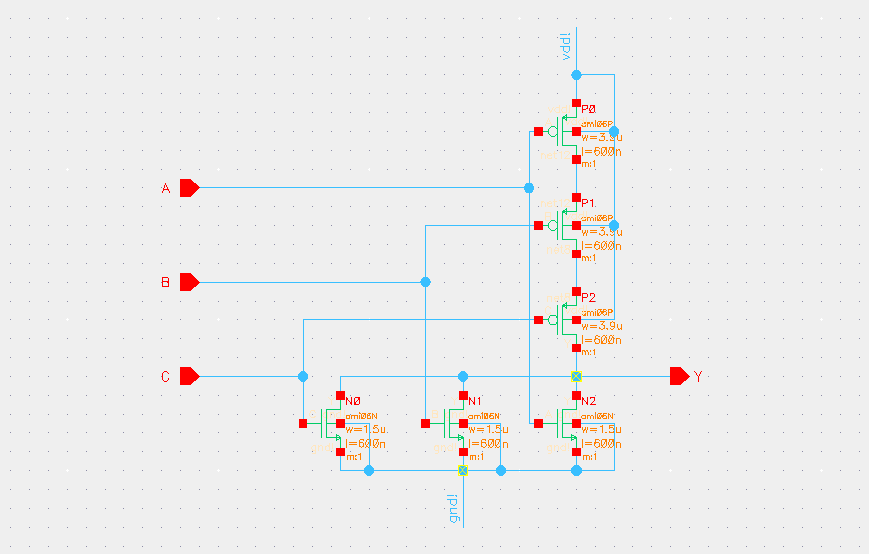 vdd!
P0
ami06P
w=3.9u
l=600n
m:1
A
P1
ami06P
w=3.9u
l=600n
m:1
B
P2
ami06P
w=3.9u
l=600n
m:1
C
Y
N0
ami06N
w=1.5u
l=600n
m:1
N1
ami06N
w=1.5u
l=600n
m:1
N2
ami06N
w=1.5u
l=600n
m:1
gnd!